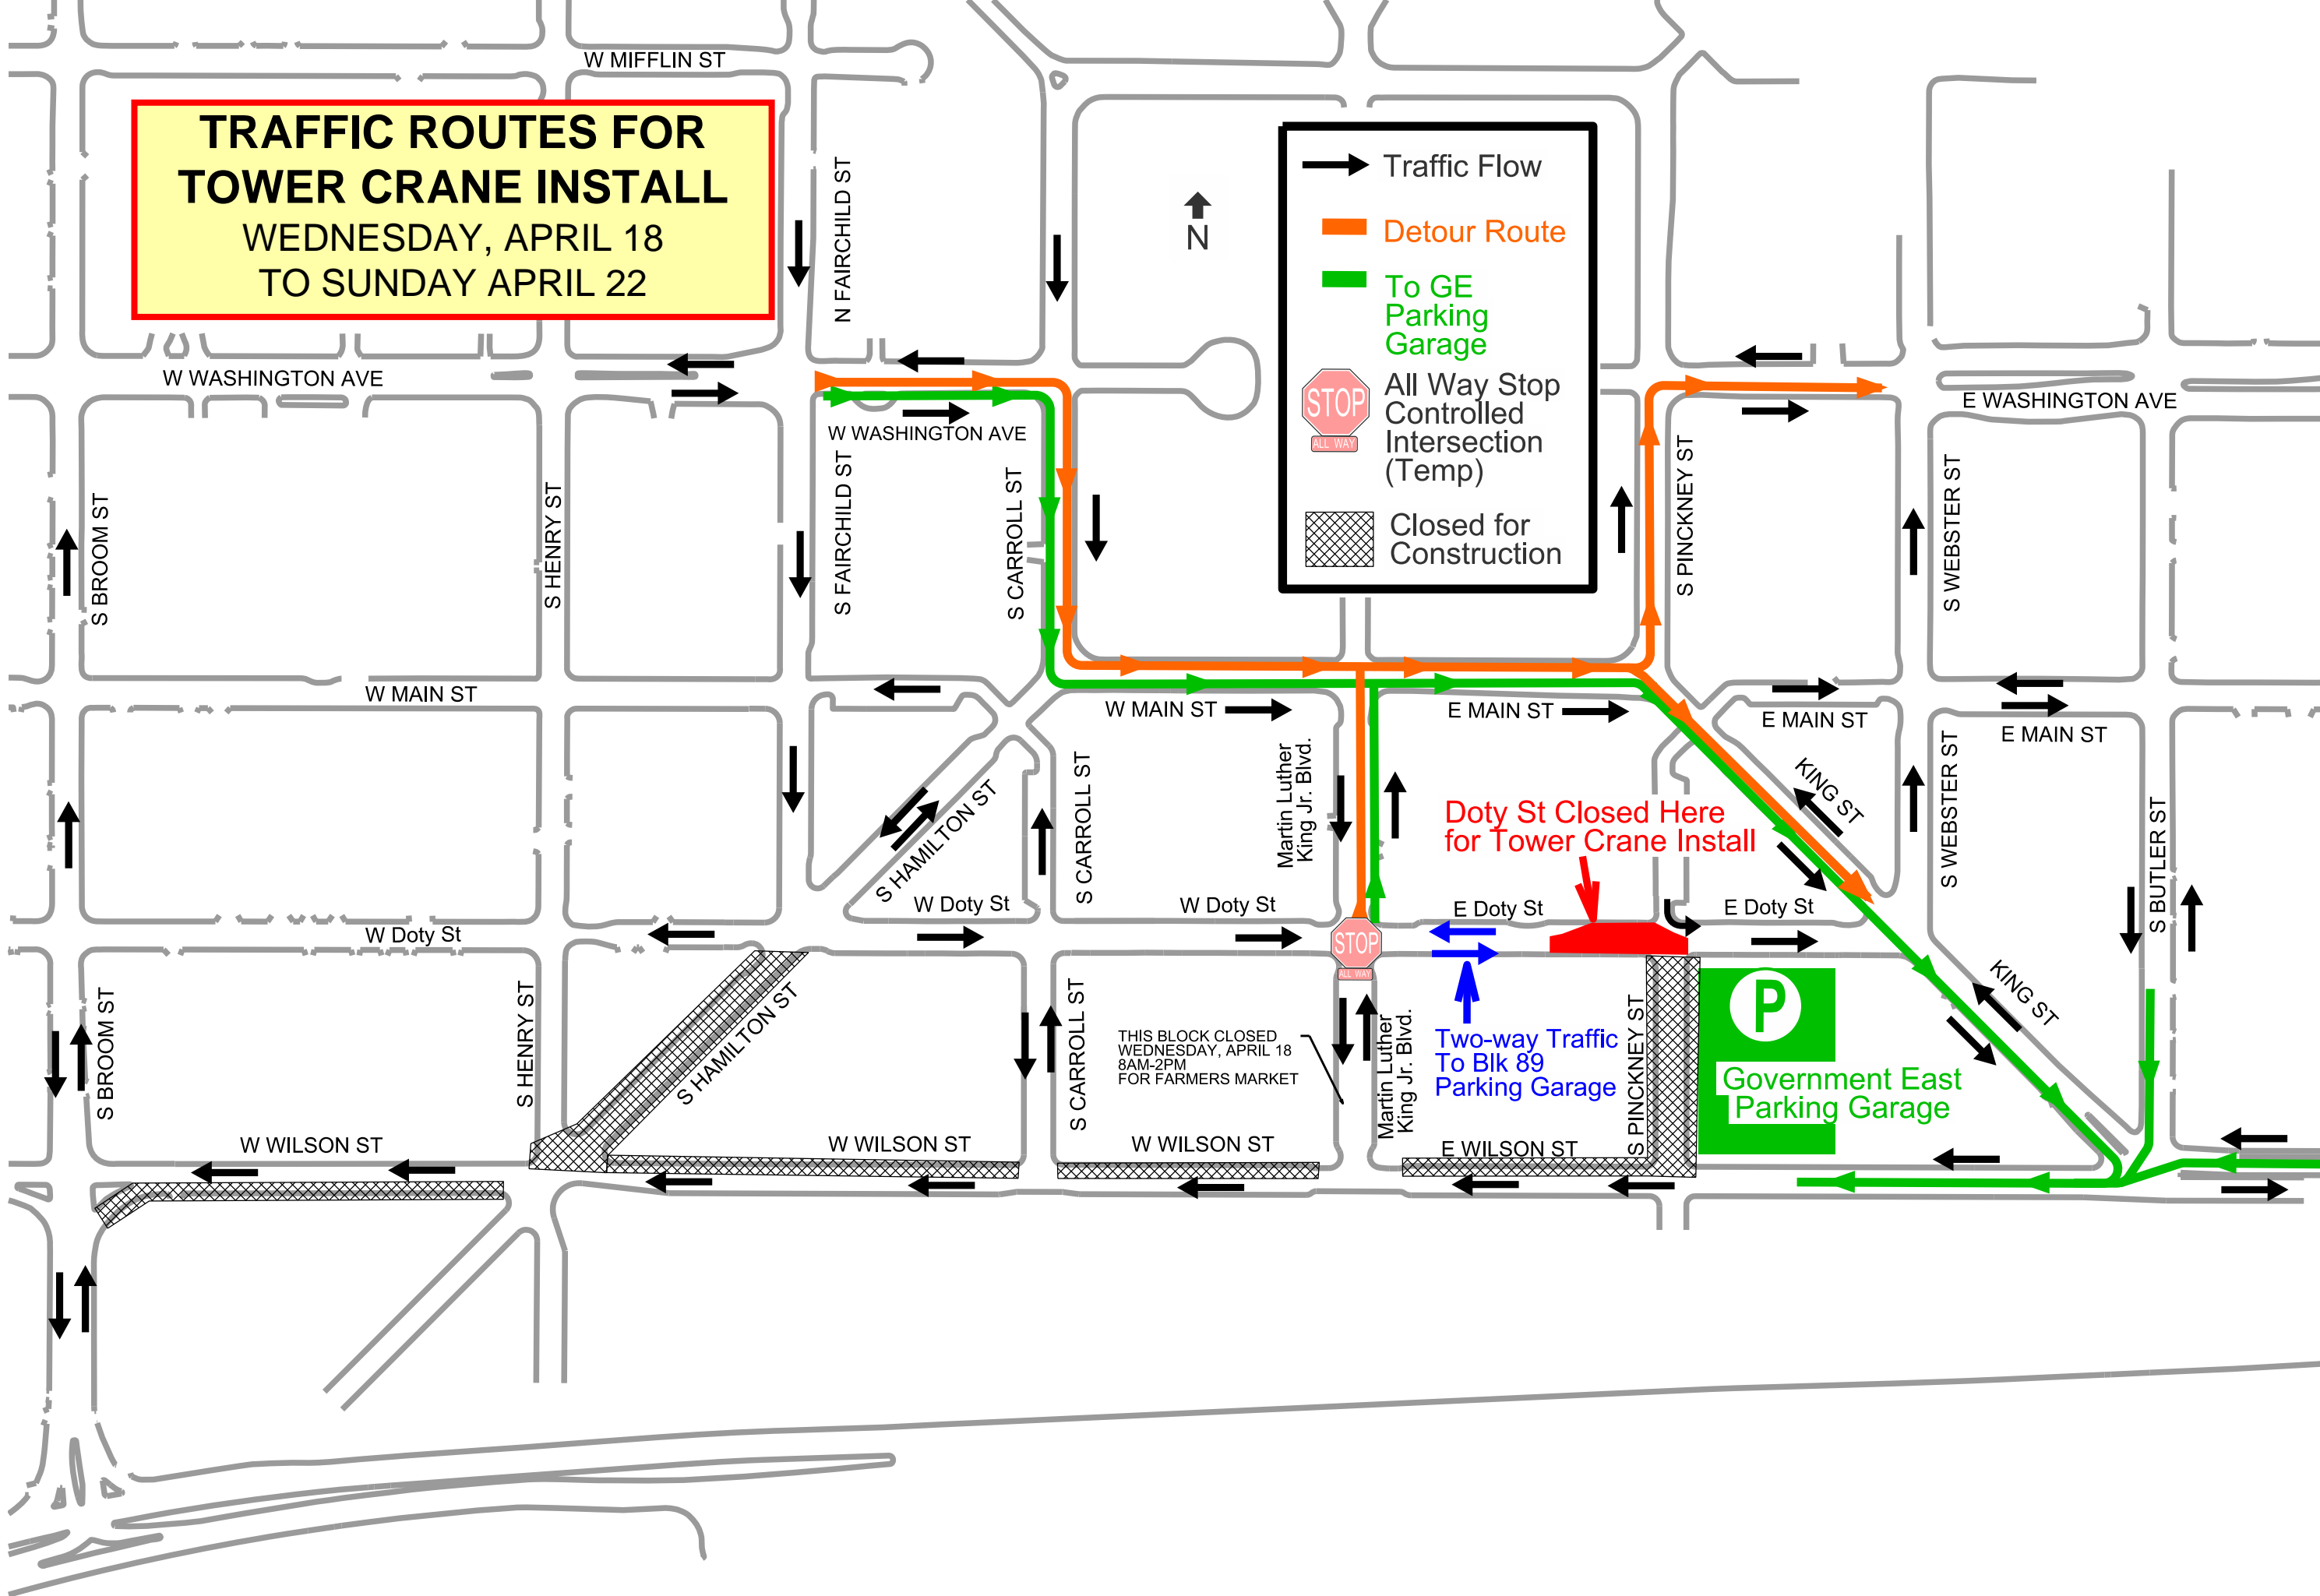 W MIFFLIN ST
TRAFFIC ROUTES FOR
TOWER CRANE INSTALL
WEDNESDAY, APRIL 18
TO SUNDAY APRIL 22
N FAIRCHILD ST
N
Traffic Flow
Detour Route
To GE
Parking
Garage
STOP
ALL WAY
All Way Stop
Controlled
Intersection
(Temp)
Closed for
Construction
W WASHINGTON AVE
W WASHINGTON AVE
E WASHINGTON AVE
S BROOM ST
S HENRY ST
S FAIRCHILD ST
S CARROLL ST
S PINCKNEY ST
S WEBSTER ST
W MAIN ST
W MAIN ST
E MAIN ST
E MAIN ST
E MAIN ST
S HAMILTON ST
S CARROLL ST
Martin Luther
King Jr. Blvd.
Doty St Closed Here
for Tower Crane Install
KING ST
S WEBSTER ST
S BUTLER ST
W Doty St
W Doty St
W Doty St
E Doty St
E Doty St
STOP
ALL WAY
S BROOM ST
S HENRY ST
S HAMILTON ST
S CARROLL ST
THIS BLOCK CLOSED
WEDNESDAY, APRIL 18
8AM-2PM
FOR FARMERS MARKET
Martin Luther
King Jr. Blvd.
Two-way Traffic
To Blk 89
Parking Garage
S PINCKNEY ST
P
Government East
Parking Garage
KING ST
W WILSON ST
W WILSON ST
W WILSON ST
E WILSON ST